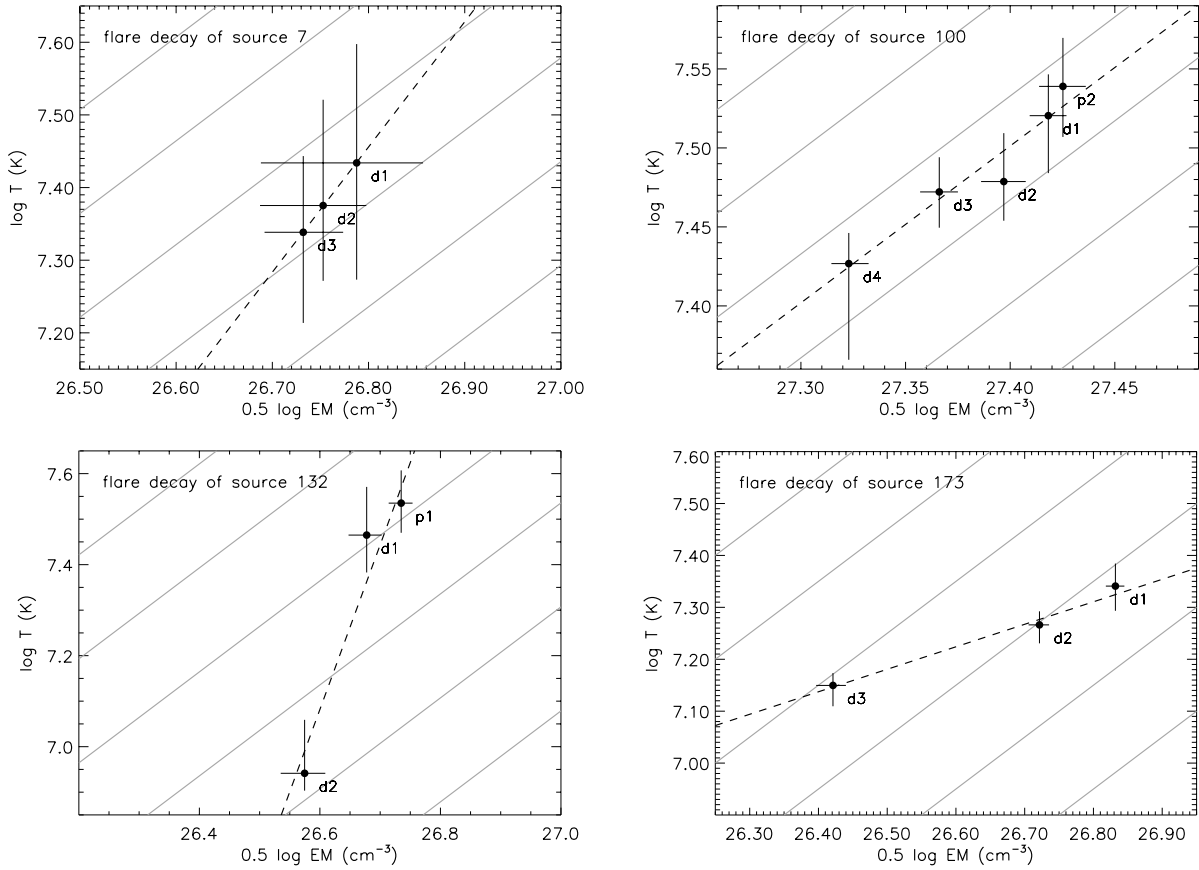 flare decay of source 7
7.60
7.50
7.40
7.30
7.20
log T (K)
d1
d2
d3
26.50 26.60 26.70 26.80 26.90 27.00
0.5 log EM (cm⁻³)
flare decay of source 100
7.55
7.50
7.45
7.40
log T (K)
p2
d1
d2
d3
d4
27.30 27.35 27.40 27.45
0.5 log EM (cm⁻³)
flare decay of source 132
7.6
7.4
7.2
7.0
log T (K)
p1
d1
d2
26.4 26.6 26.8 27.0
0.5 log EM (cm⁻³)
flare decay of source 173
7.60
7.50
7.40
7.30
7.20
7.10
7.00
log T (K)
d1
d2
d3
26.30 26.40 26.50 26.60 26.70 26.80 26.90
0.5 log EM (cm⁻³)